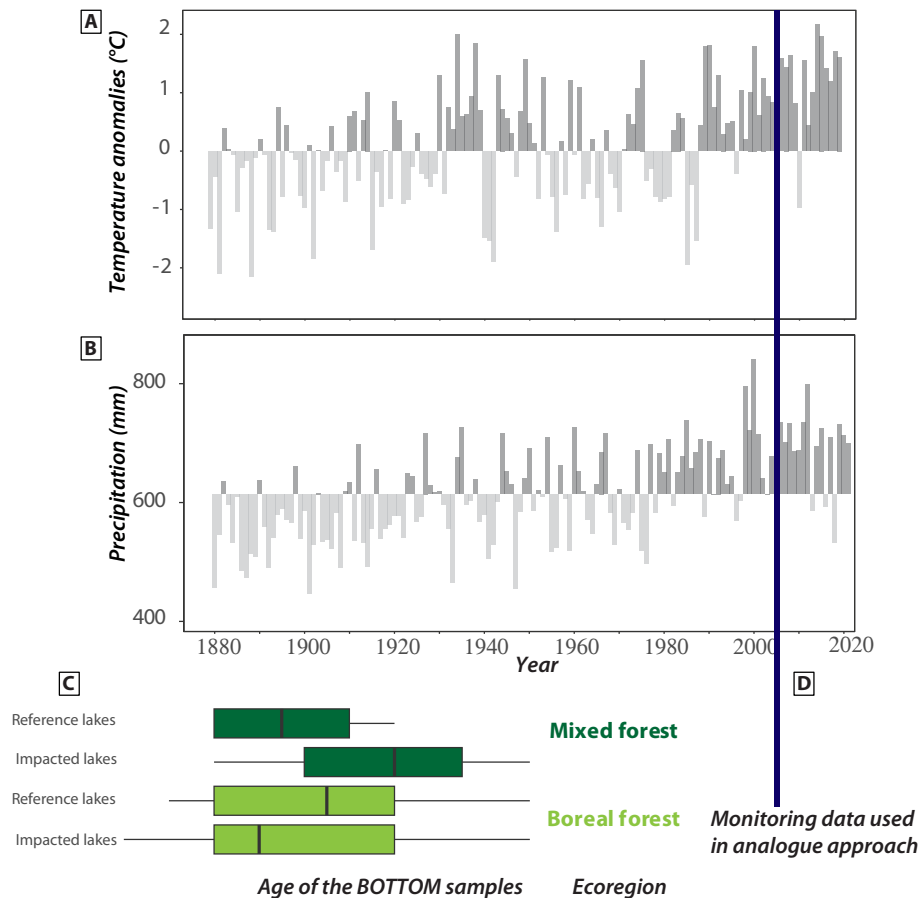 A
Temperature anomalies (°C)
2
1
0
-1
-2
B
Precipitation (mm)
800
600
400
1880 1900 1920 1940 1960 1980 2000 2020
Year
C
D
Reference lakes
Mixed forest
Impacted lakes
Reference lakes
Boreal forest
Impacted lakes
Monitoring data used
in analogue approach
Age of the BOTTOM samples
Ecoregion